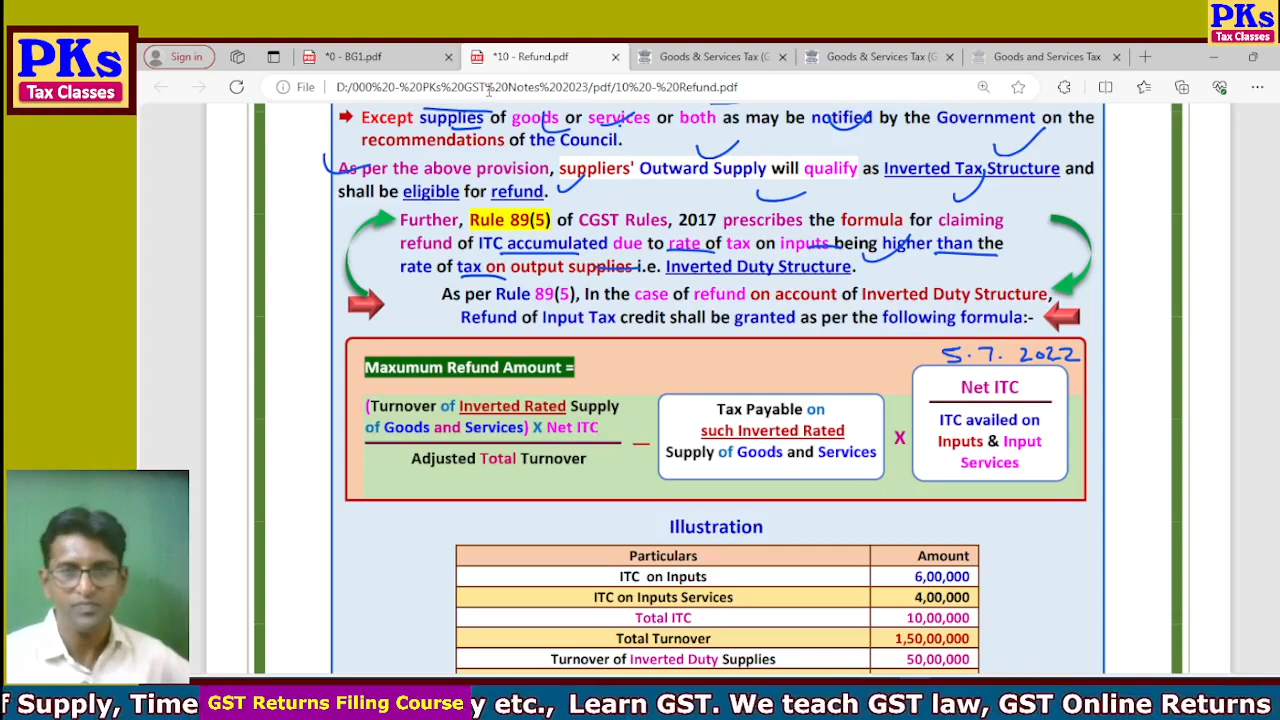 PKs
Tax Classes
PKs
Tax Classes
Sign in
*0 - BG1.pdf
*10 - Refund.pdf
Goods & Services Tax (G
Goods & Services Tax (G
Goods and Services Tax
File
D:/000%20-%20PKs%20GST%20Notes%202023/pdf/10%20-%20Refund.pdf
Except supplies of goods or services or both as may be notified by the Government on the
recommendations of the Council.
As per the above provision, suppliers' Outward Supply will qualify as Inverted Tax Structure and
shall be eligible for refund.
Further, Rule 89(5) of CGST Rules, 2017 prescribes the formula for claiming
refund of ITC accumulated due to rate of tax on inputs being higher than the
rate of tax on output supplies i.e. Inverted Duty Structure.
As per Rule 89(5), In the case of refund on account of Inverted Duty Structure,
Refund of Input Tax credit shall be granted as per the following formula:-
5.7. 2022
Maxumum Refund Amount =
(Turnover of Inverted Rated Supply
of Goods and Services) X Net ITC
Adjusted Total Turnover
—
Tax Payable on
such Inverted Rated
Supply of Goods and Services
X
Net ITC
ITC availed on
Inputs & Input
Services
Illustration
Particulars Amount
ITC on Inputs 6,00,000
ITC on Inputs Services 4,00,000
Total ITC 10,00,000
Total Turnover 1,50,00,000
Turnover of Inverted Duty Supplies 50,00,000
f Supply, Time
GST Returns Filing Course
y etc., Learn GST. We teach GST law, GST Online Returns